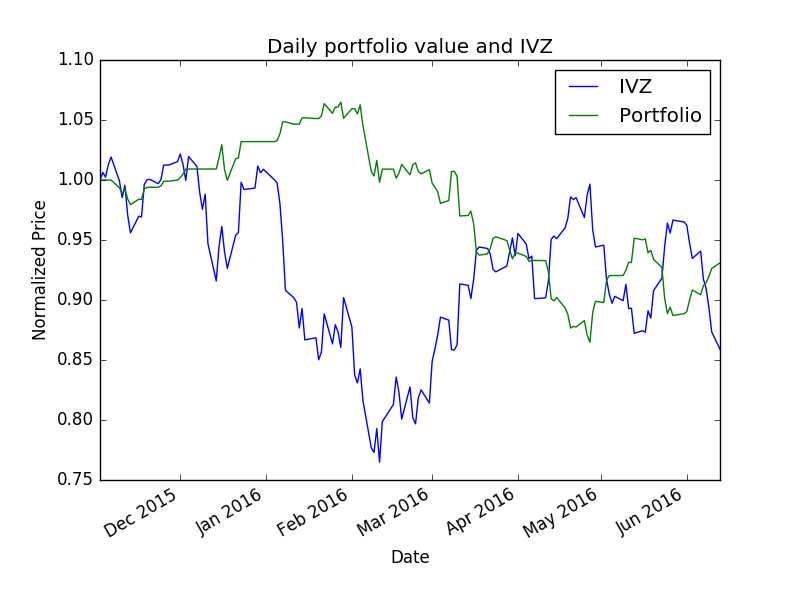 Daily portfolio value and IVZ
1.10
1.05
1.00
0.95
0.90
0.85
0.80
0.75
Normalized Price
IVZ
Portfolio
Dec 2015
Jan 2016
Feb 2016
Mar 2016
Apr 2016
May 2016
Jun 2016
Date